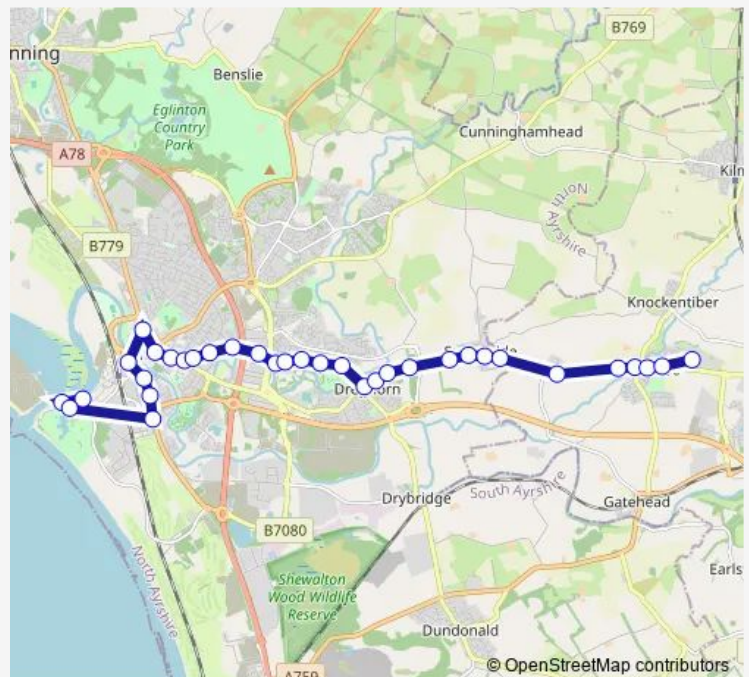 B769
nning
Benslie
Eglinton
Country
Park
Cunninghamhead
A78
Kiln
North
Ayrshire
B779
Knockentiber
Drybridge
South Ayrshire
Gatehead
B7080
North Ayrshire
Shewalton
Wood Wildlife
Reserve
Earls
Dundonald
A759
© OpenStreetMap contributors